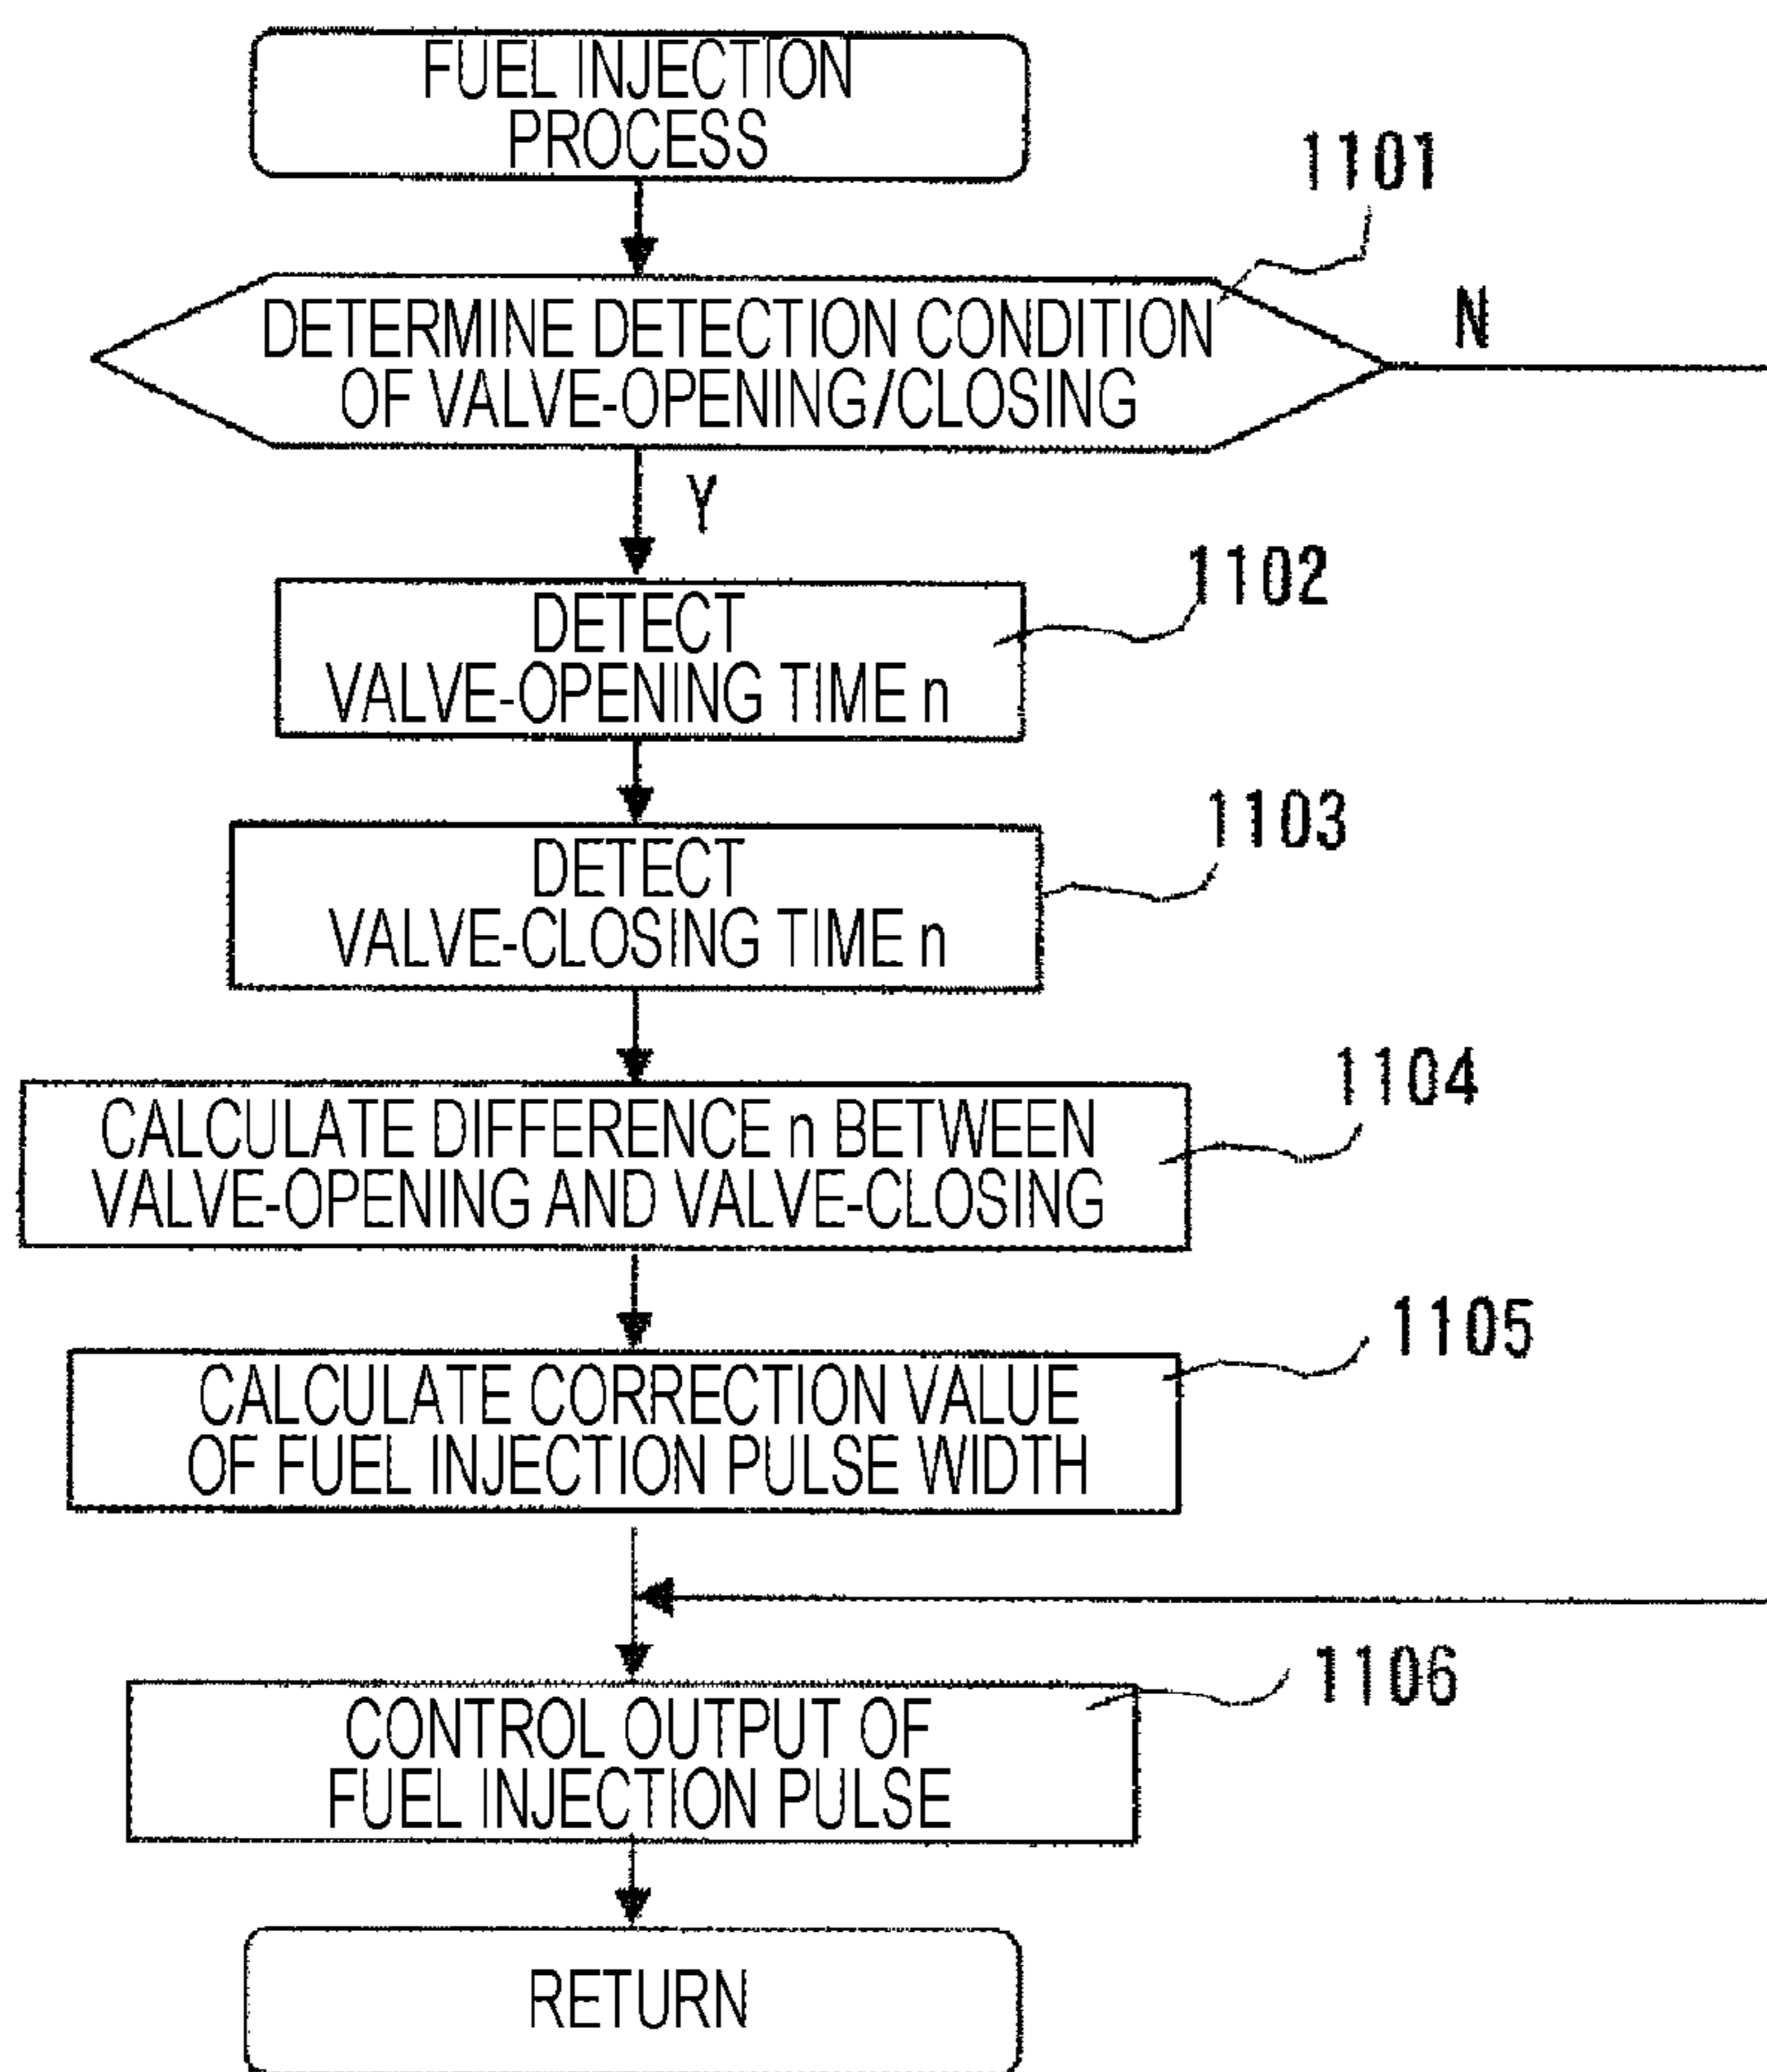 FUEL INJECTION
PROCESS
1101
DETERMINE DETECTION CONDITION
OF VALVE-OPENING/CLOSING
N
Y
1102
DETECT
VALVE-OPENING TIME n
1103
DETECT
VALVE-CLOSING TIME n
1104
CALCULATE DIFFERENCE n BETWEEN
VALVE-OPENING AND VALVE-CLOSING
1105
CALCULATE CORRECTION VALUE
OF FUEL INJECTION PULSE WIDTH
1106
CONTROL OUTPUT OF
FUEL INJECTION PULSE
RETURN